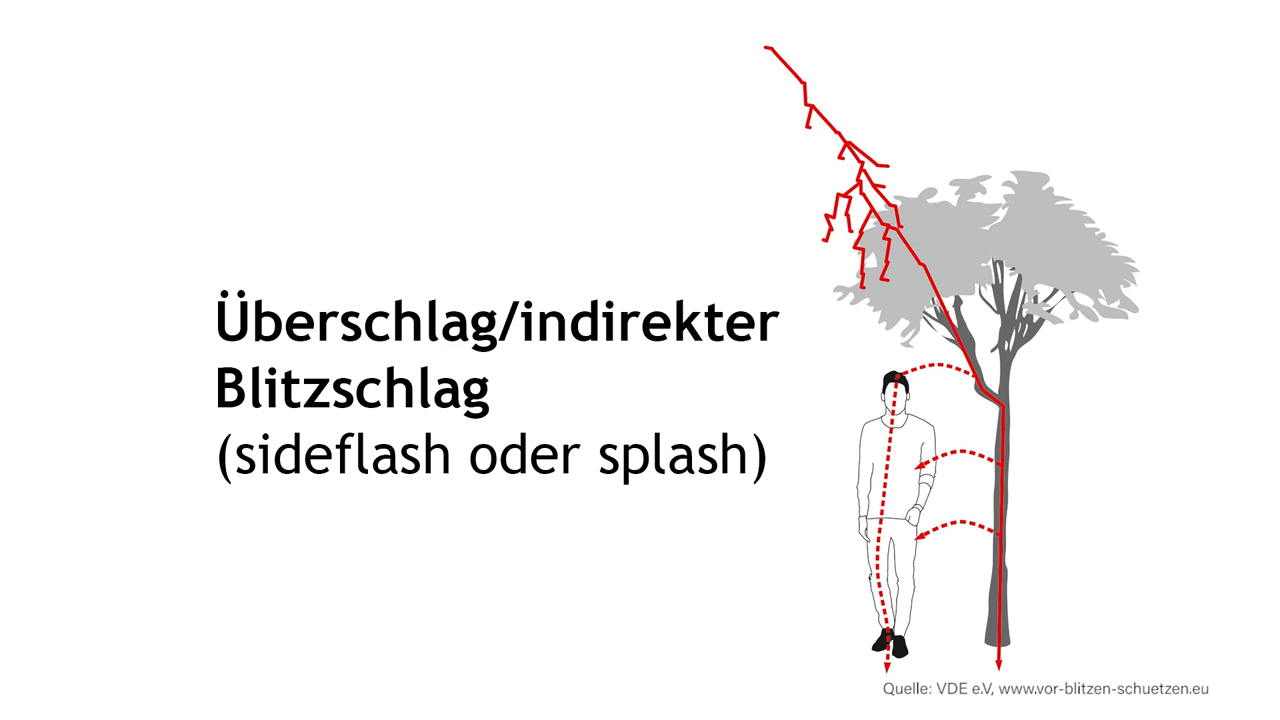 Überschlag/indirekter
Blitzschlag
(sideflash oder splash)
Quelle: VDE e.V, www.vor-blitzen-schuetzen.eu